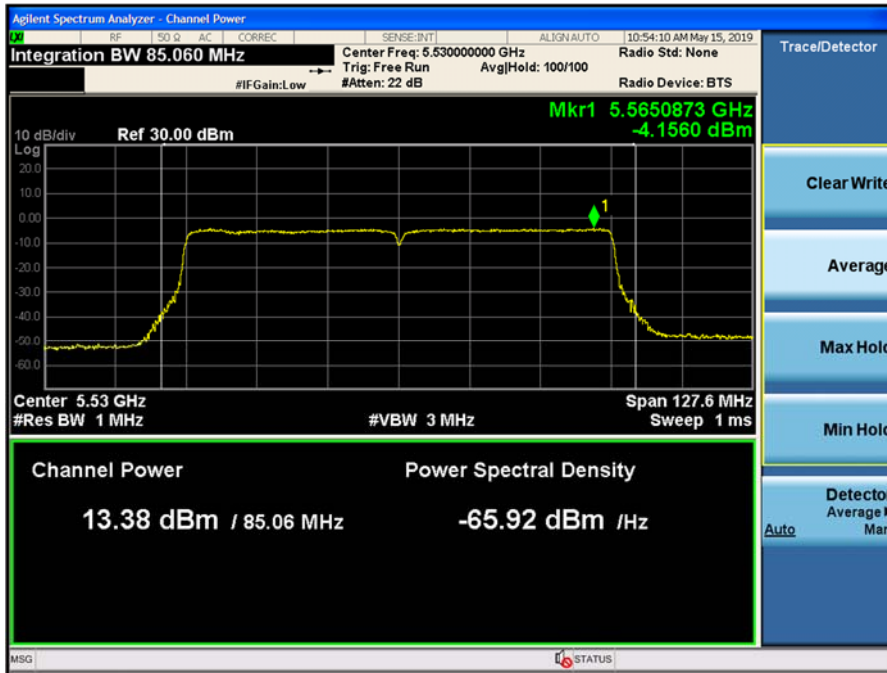 Agilent Spectrum Analyzer - Channel Power
LXI RF 50 Ω AC CORREC SENSE:INT ALIGN AUTO 10:54:10 AM May 15, 2019
Integration BW 85.060 MHz Center Freq: 5.530000000 GHz Radio Std: None
Trig: Free Run Avg|Hold: 100/100
#IFGain:Low #Atten: 22 dB Radio Device: BTS
Mkr1 5.5650873 GHz
-4.1560 dBm
10 dB/div Ref 30.00 dBm
Log
20.0
10.0
0.00
-10.0
-20.0
-30.0
-40.0
-50.0
-60.0
1
Center 5.53 GHz Span 127.6 MHz
#Res BW 1 MHz #VBW 3 MHz Sweep 1 ms
Channel Power Power Spectral Density
13.38 dBm / 85.06 MHz -65.92 dBm /Hz
MSG STATUS
Trace/Detector
Clear Write
Average
Max Hold
Min Hold
Detecto
Average
Auto Man